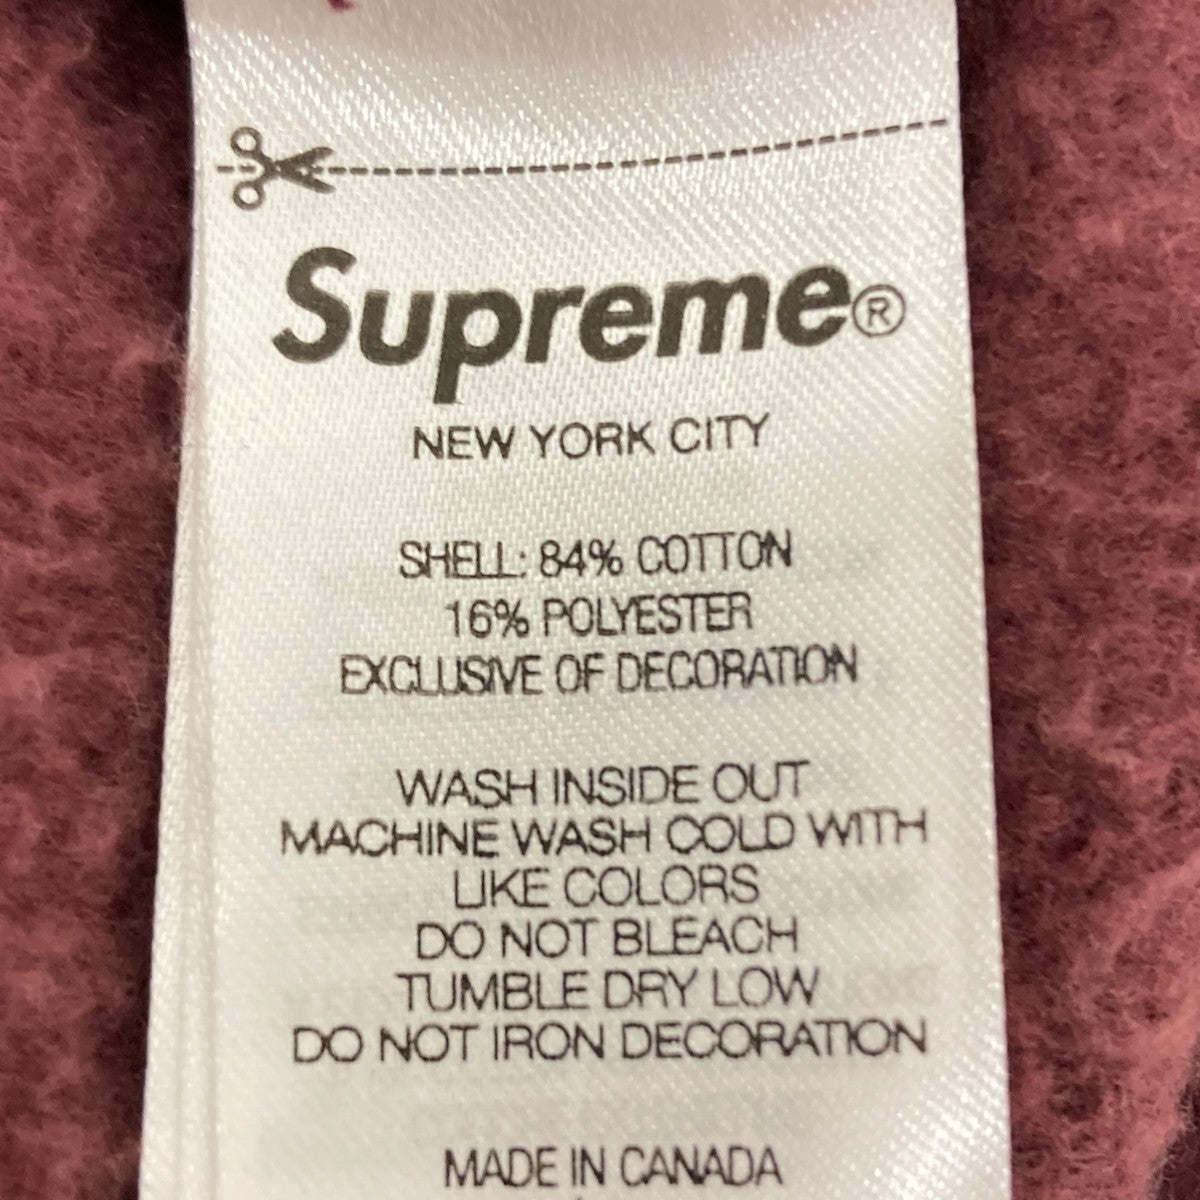 Supreme®
NEW YORK CITY
SHELL: 84% COTTON
16% POLYESTER
EXCLUSIVE OF DECORATION
WASH INSIDE OUT
MACHINE WASH COLD WITH
LIKE COLORS
DO NOT BLEACH
TUMBLE DRY LOW
DO NOT IRON DECORATION
MADE IN CANADA